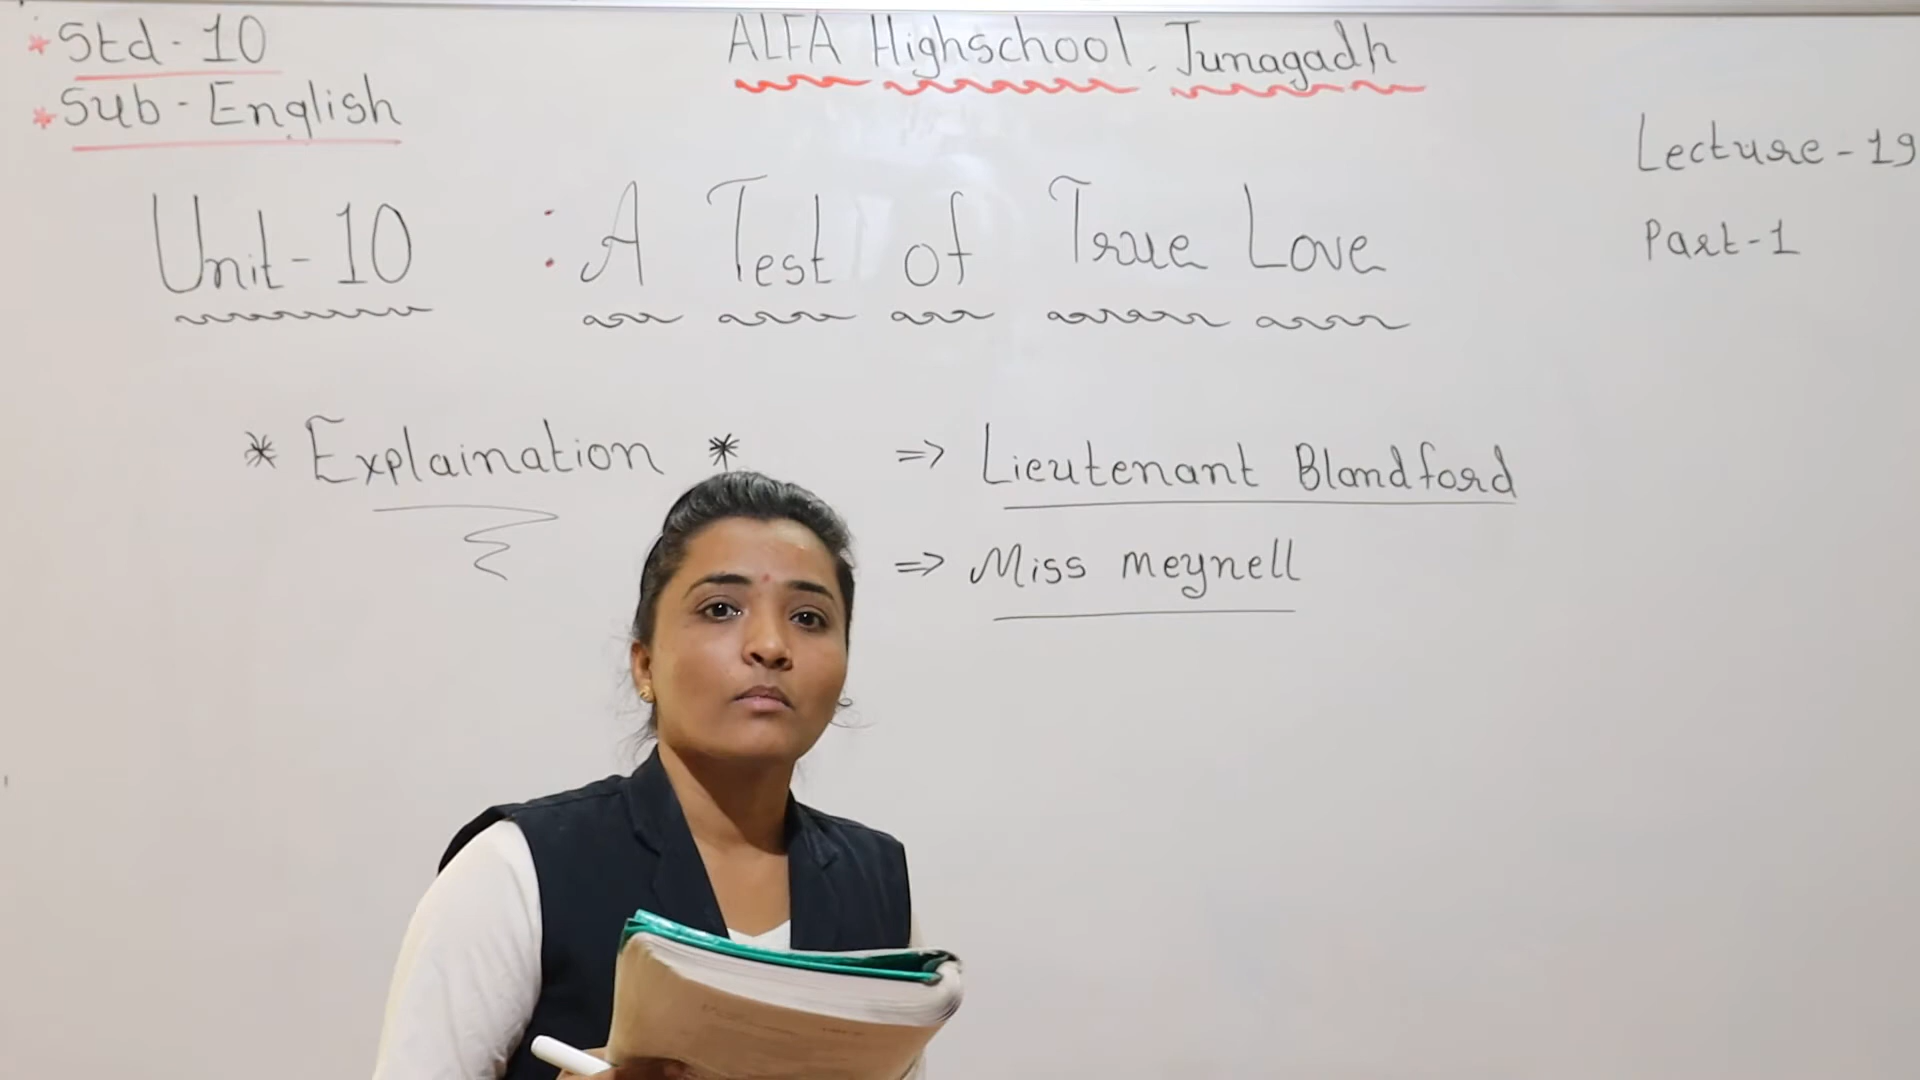 * Std - 10
ALFA Highschool, Junagadh
* Sub - English
Lecture - 19
Unit - 10 : A Test of True Love
Part - 1
* Explaination *
=> Lieutenant Blandford
=> Miss Meynell